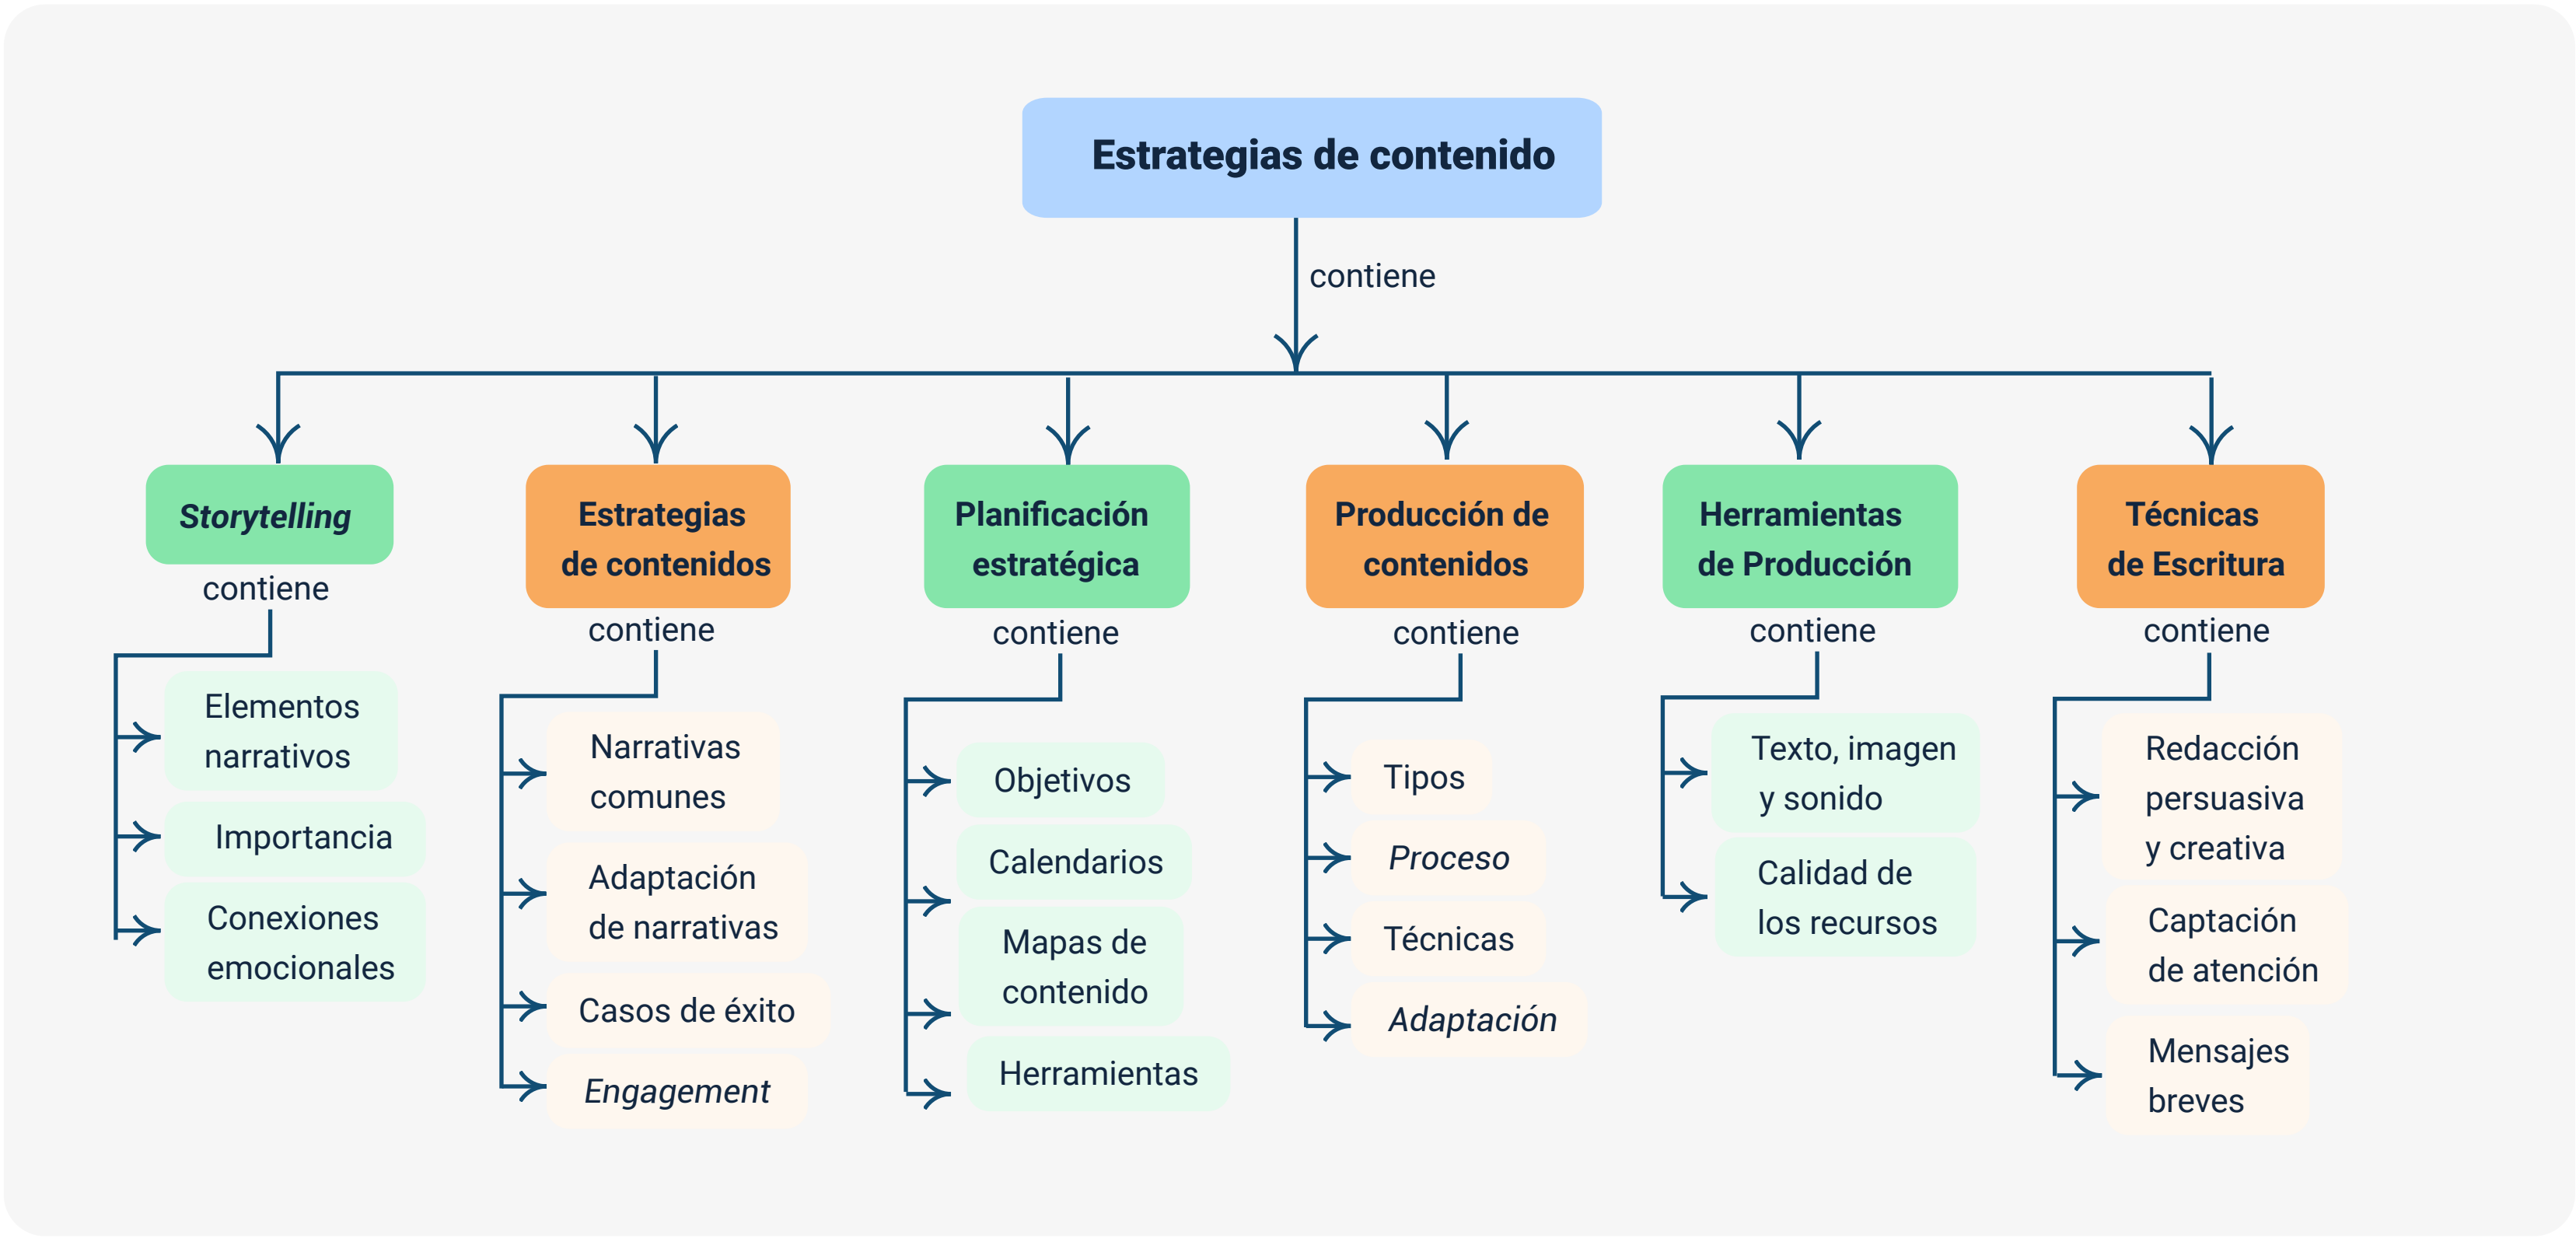 Estrategias de contenido
contiene
Storytelling
contiene
Elementos
narrativos
Importancia
Conexiones
emocionales
Estrategias
de contenidos
contiene
Narrativas
comunes
Adaptación
de narrativas
Casos de éxito
Engagement
Planificación
estratégica
contiene
Objetivos
Calendarios
Mapas de
contenido
Herramientas
Producción de
contenidos
contiene
Tipos
Proceso
Técnicas
Adaptación
Herramientas
de Producción
contiene
Texto, imagen
y sonido
Calidad de
los recursos
Técnicas
de Escritura
contiene
Redacción
persuasiva
y creativa
Captación
de atención
Mensajes
breves